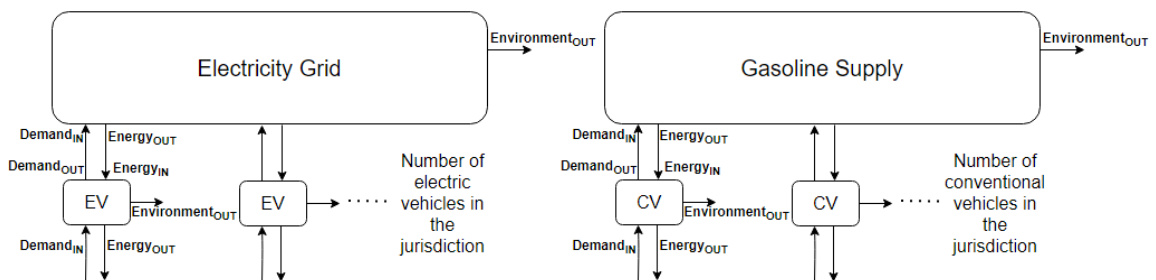 Environment_OUT
Electricity Grid
Demand_IN
Energy_OUT
Demand_OUT
Energy_IN
EV
Environment_OUT
EV
Number of
electric
vehicles in
the
jurisdiction
.....
Demand_IN
Energy_OUT
Environment_OUT
Gasoline Supply
Demand_IN
Energy_OUT
Demand_OUT
Energy_IN
CV
Environment_OUT
CV
Number of
conventional
vehicles in
the
jurisdiction
.....
Demand_IN
Energy_OUT